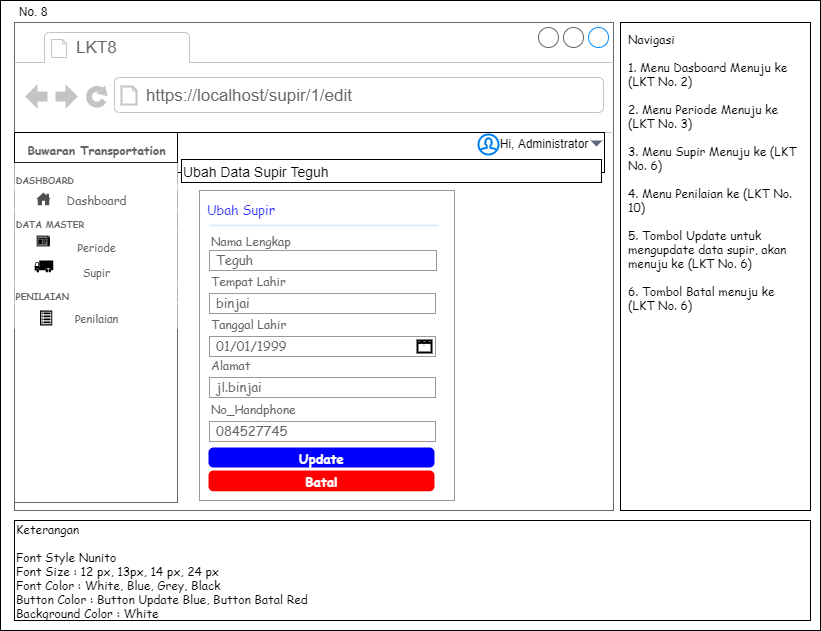 No. 8
LKT8
https://localhost/supir/1/edit
Buwaran Transportation
Hi, Administrator
Ubah Data Supir Teguh
DASHBOARD
Dashboard
DATA MASTER
Periode
Supir
PENILAIAN
Penilaian
Ubah Supir
Nama Lengkap
Teguh
Tempat Lahir
binjai
Tanggal Lahir
01/01/1999
Alamat
jl.binjai
No_Handphone
084527745
Update
Batal
Navigasi
1. Menu Dasboard Menuju ke
(LKT No. 2)
2. Menu Periode Menuju ke
(LKT No. 3)
3. Menu Supir Menuju ke (LKT
No. 6)
4. Menu Penilaian ke (LKT No.
10)
5. Tombol Update untuk
mengupdate data supir, akan
menuju ke (LKT No. 6)
6. Tombol Batal menuju ke
(LKT No. 6)
Keterangan
Font Style Nunito
Font Size : 12 px, 13px, 14 px, 24 px
Font Color : White, Blue, Grey, Black
Button Color : Button Update Blue, Button Batal Red
Background Color : White